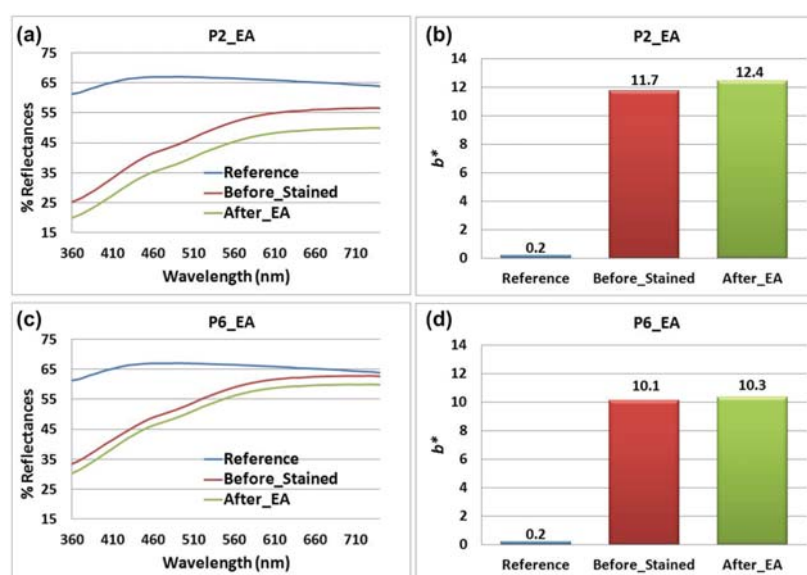 (a)
P2_EA
% Reflectances
75
65
55
45
35
25
15
Reference
Before_Stained
After_EA
360 410 460 510 560 610 660 710
Wavelength (nm)
(b)
P2_EA
b*
14
12
10
8
6
4
2
0
0.2
11.7
12.4
Reference Before_Stained After_EA
(c)
P6_EA
% Reflectances
75
65
55
45
35
25
15
Reference
Before_Stained
After_EA
360 410 460 510 560 610 660 710
Wavelength (nm)
(d)
P6_EA
b*
14
12
10
8
6
4
2
0
0.2
10.1
10.3
Reference Before_Stained After_EA